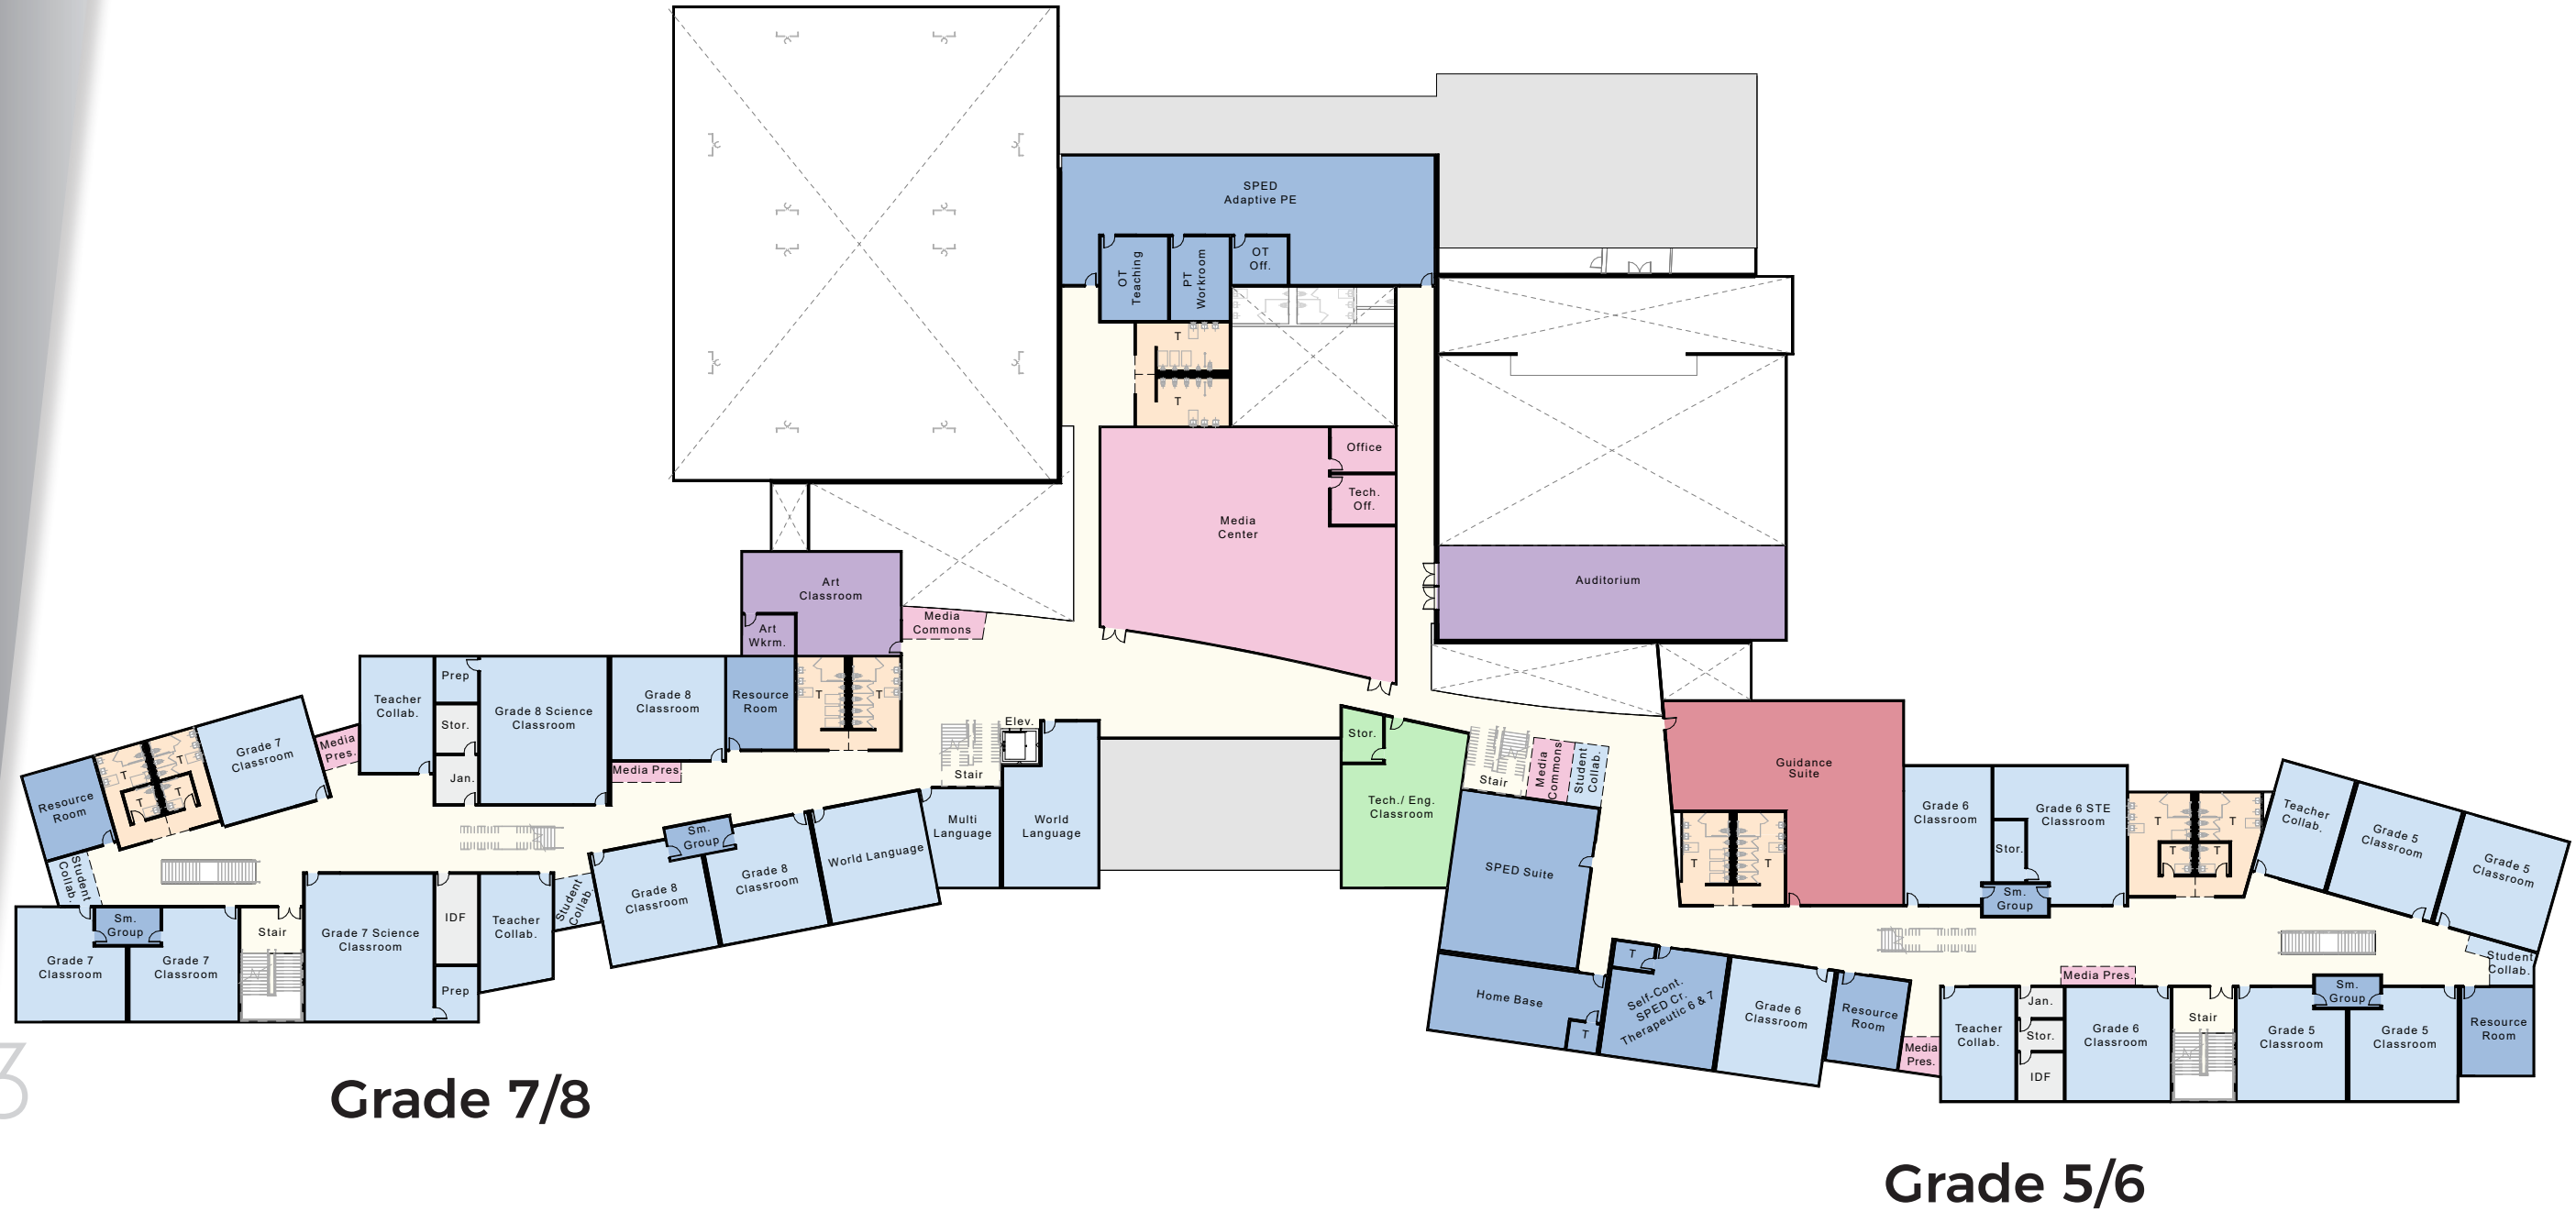 SPED
Adaptive PE
OT
Teaching
PT
Workroom
OT
Off.
T
T
Office
Tech.
Off.
Media
Center
Auditorium
Art
Classroom
Art
Wkrm.
Media
Commons
Teacher
Collab.
Prep
Stor.
Jan.
Grade 8 Science
Classroom
Grade 8
Classroom
Media Pres.
Resource
Room
T
T
Grade 7
Classroom
Media
Pres.
Resource
Room
T
T
T
T
Student
Collab.
Grade 7
Classroom
Sm.
Group
Grade 7
Classroom
Stair
Grade 7 Science
Classroom
IDF
Prep
Teacher
Collab.
Student
Collab.
Grade 8
Classroom
Sm.
Group
Grade 8
Classroom
World Language
Multi
Language
Stair
Elev.
World
Language
Stor.
Tech./ Eng.
Classroom
Stair
Media
Commons
Student
Collab.
SPED Suite
Home Base
T
T
Self-Cont.
SPED Cr.
Therapeutic 6 & 7
Grade 6
Classroom
Resource
Room
Media
Pres.
Guidance
Suite
T
T
Grade 6
Classroom
Grade 6 STE
Classroom
Stor.
Sm.
Group
T
T
T
T
Teacher
Collab.
Grade 5
Classroom
Grade 5
Classroom
Student
Collab.
Media Pres.
Teacher
Collab.
Jan.
Stor.
IDF
Grade 6
Classroom
Stair
Grade 5
Classroom
Sm.
Group
Grade 5
Classroom
Resource
Room
3
Grade 7/8
Grade 5/6